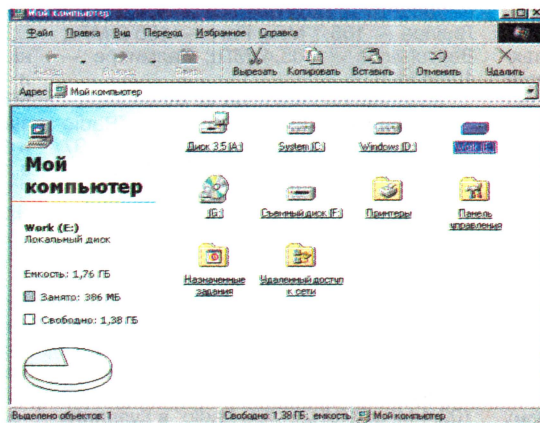 Мой компьютер
Файл Правка Вид Переход Избранное Справка
Вырезать Копировать Вставить Отменить Удалить
Адрес Мой компьютер
Мой
компьютер
Work (E:)
Локальный диск
Емкость: 1,76 ГБ
Занято: 386 МБ
Свободно: 1,38 ГБ
Диск 3,5 (A:)
System (C:)
Windows (D:)
Work (E:)
(G:)
Съемный диск (F:)
Принтеры
Панель
управления
Назначенные
задания
Удаленный доступ
к сети
Выделено объектов: 1
Свободно: 1,38 ГБ, емкость
Мой компьютер